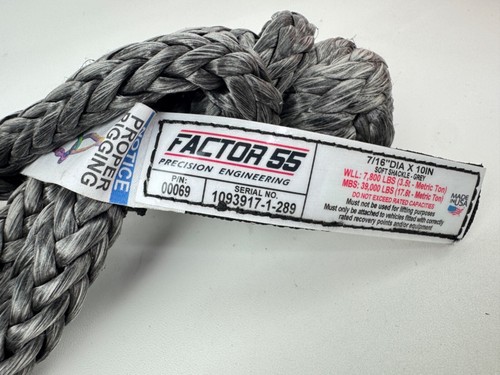 NOTICE
PROPER
RIGGING
FACTOR 55
PRECISION ENGINEERING
P/N:
00069
SERIAL NO.
1093917-1-289
7/16"DIA X 10IN
SOFT SHACKLE - GREY
WLL: 7,800 LBS (3.5t - Metric Ton)
MBS: 39,000 LBS (17.6t - Metric Ton)
DO NOT EXCEED RATED CAPACITIES
Must not be used for lifting purposes
Must only be attached to vehicles fitted with correctly
rated recovery points and/or equipment
MADE
IN USA